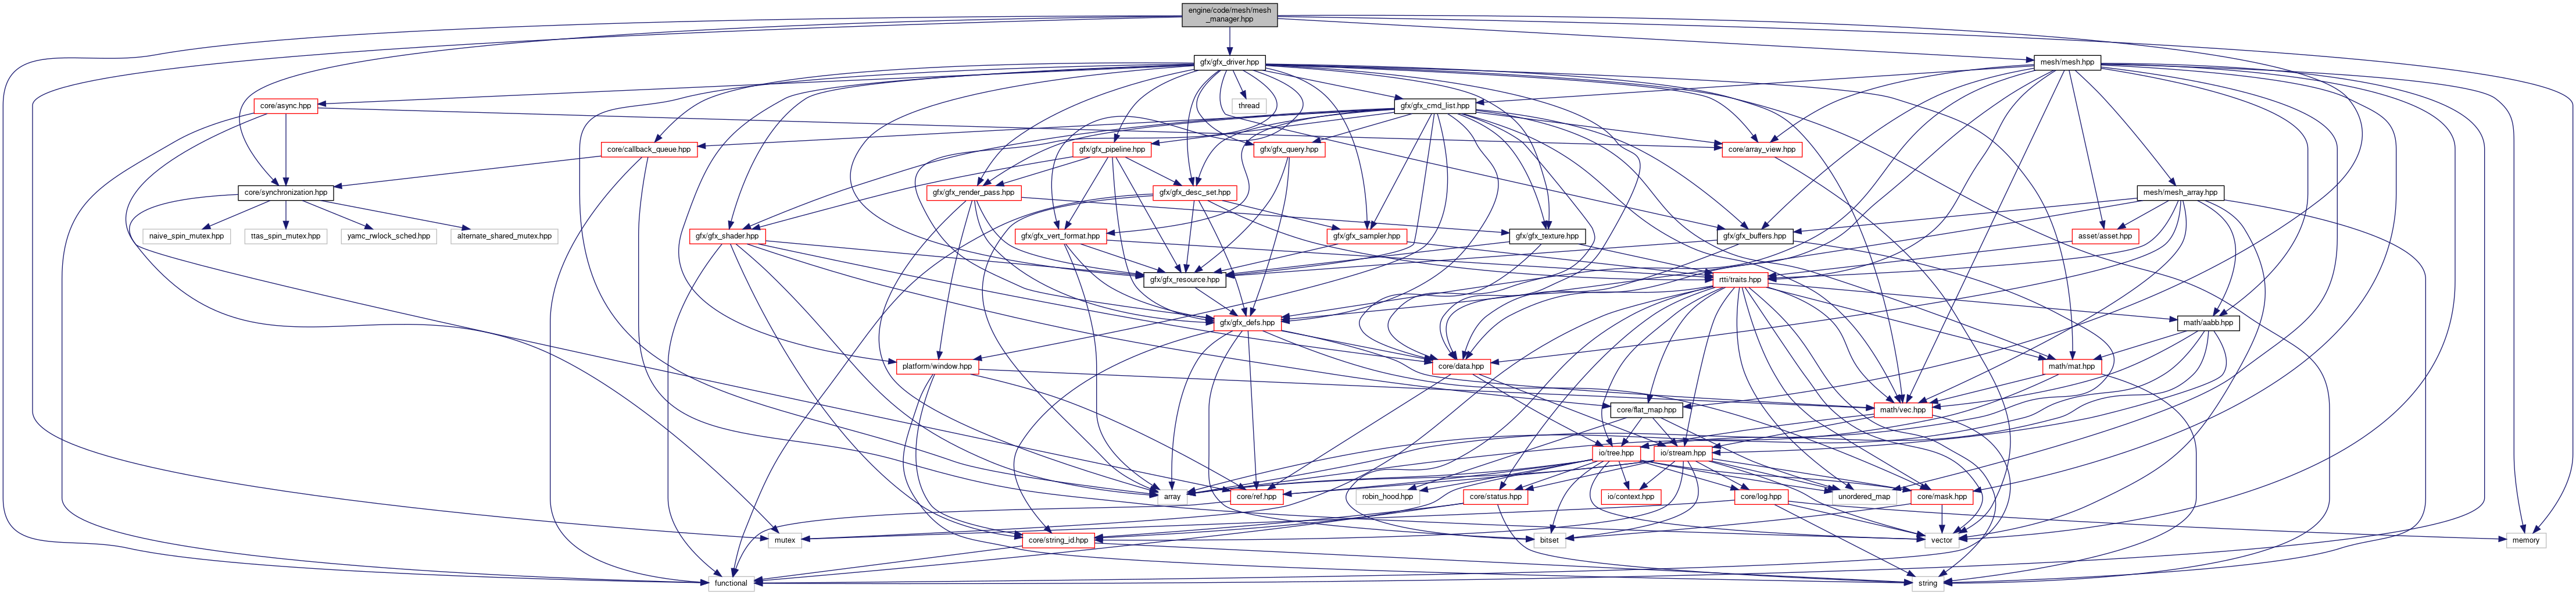 engine/code/mesh/mesh
_manager.hpp
gfx/gfx_driver.hpp
mesh/mesh.hpp
core/async.hpp
thread
gfx/gfx_cmd_list.hpp
core/callback_queue.hpp
gfx/gfx_pipeline.hpp
gfx/gfx_query.hpp
core/array_view.hpp
core/synchronization.hpp
gfx/gfx_render_pass.hpp
gfx/gfx_desc_set.hpp
mesh/mesh_array.hpp
naive_spin_mutex.hpp
ttas_spin_mutex.hpp
yamc_rwlock_sched.hpp
alternate_shared_mutex.hpp
gfx/gfx_shader.hpp
gfx/gfx_vert_format.hpp
gfx/gfx_sampler.hpp
gfx/gfx_texture.hpp
gfx/gfx_buffers.hpp
asset/asset.hpp
gfx/gfx_resource.hpp
rtti/traits.hpp
gfx/gfx_defs.hpp
math/aabb.hpp
platform/window.hpp
core/data.hpp
math/mat.hpp
core/flat_map.hpp
math/vec.hpp
io/tree.hpp
io/stream.hpp
array
core/ref.hpp
robin_hood.hpp
core/status.hpp
io/context.hpp
core/log.hpp
unordered_map
core/mask.hpp
mutex
core/string_id.hpp
bitset
vector
memory
functional
string